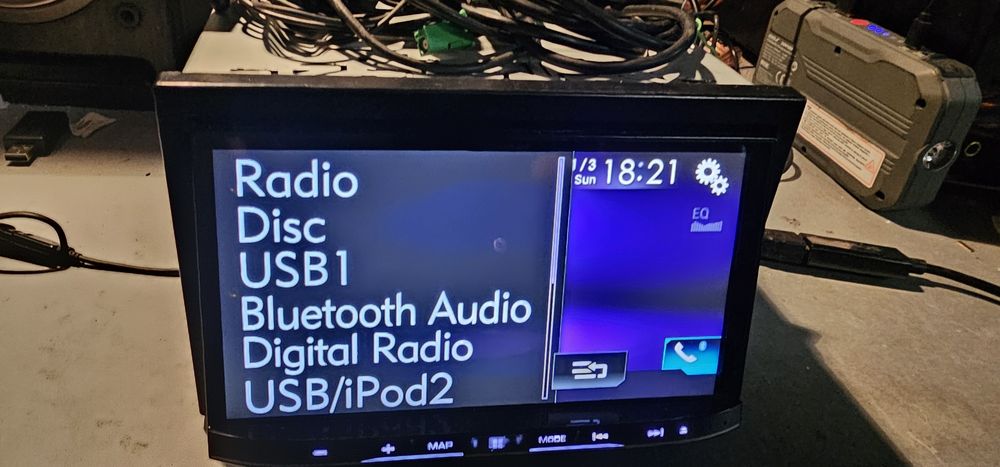 Radio
Disc
USB1
Bluetooth Audio
Digital Radio
USB/iPod2
1/3
Sun
18:21
EQ
MAP
MODE